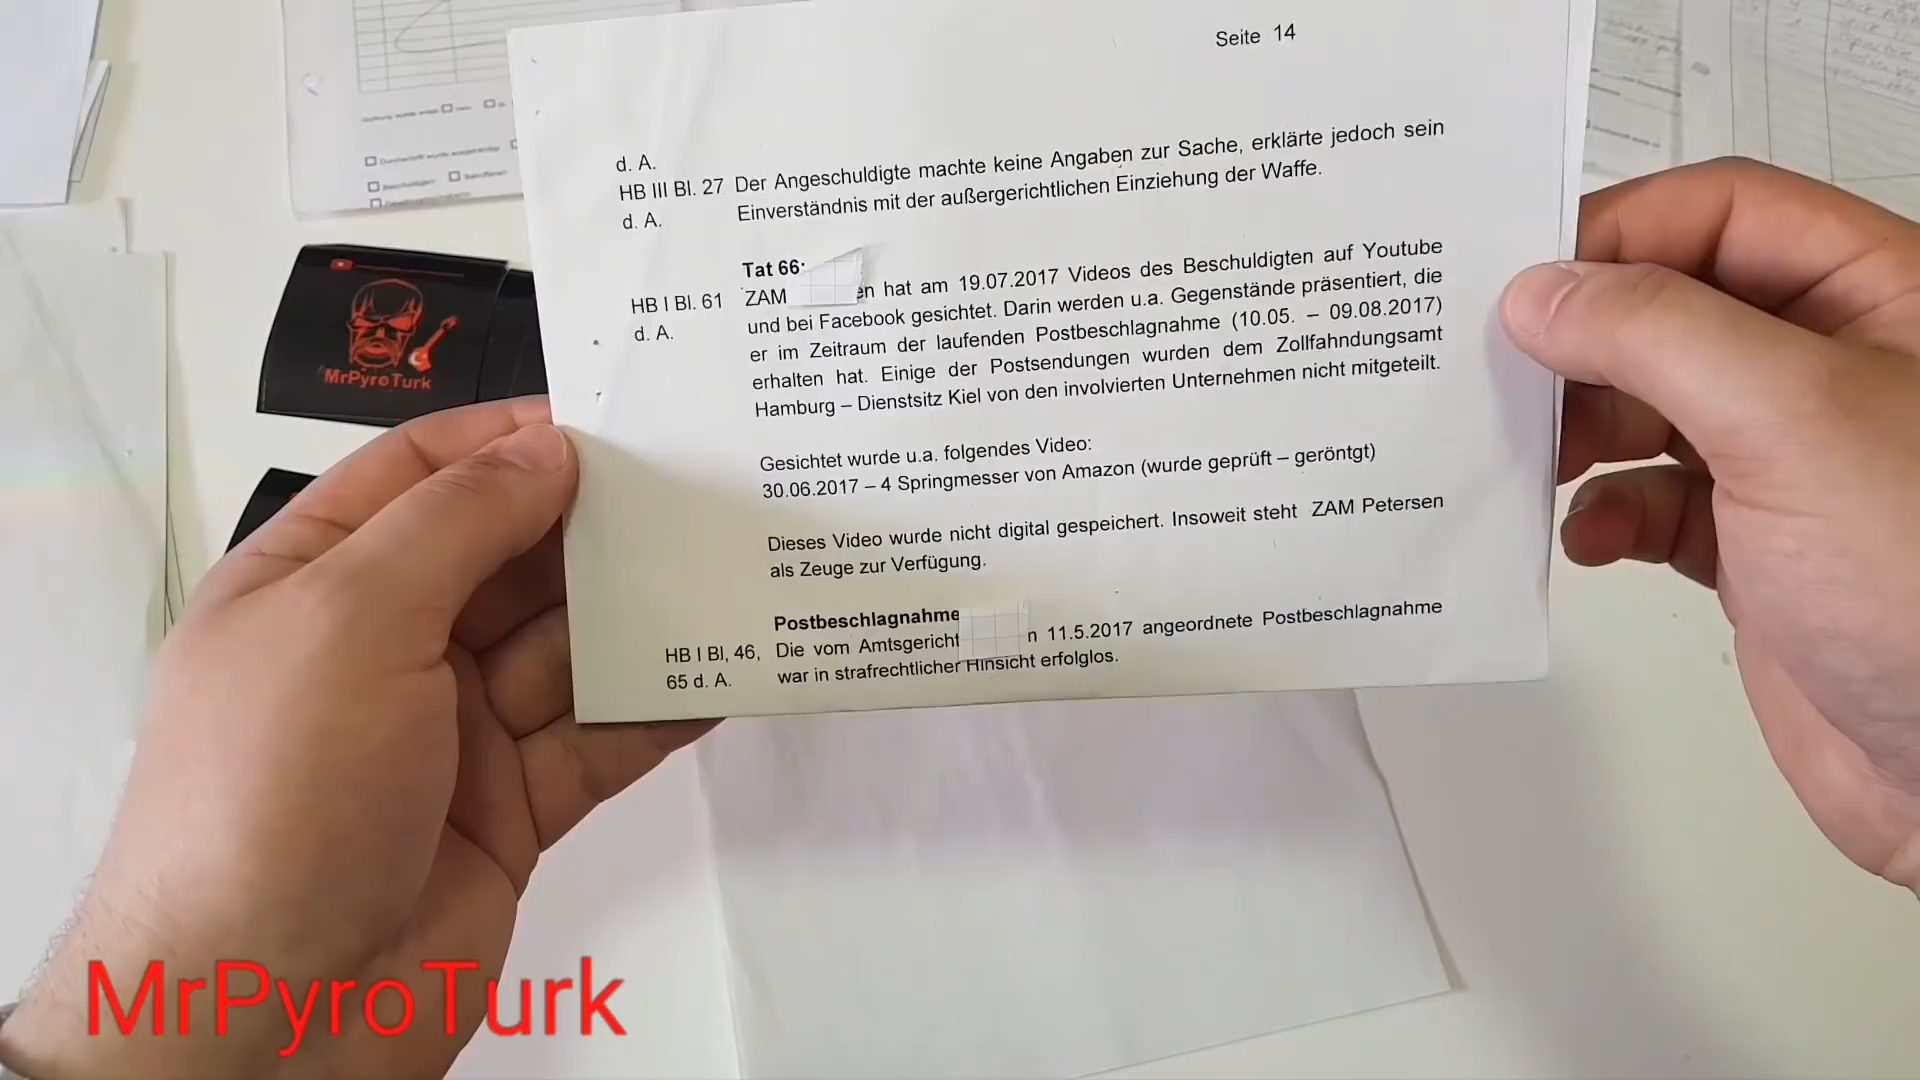 Seite 14
d. A.
HB III Bl. 27 Der Angeschuldigte machte keine Angaben zur Sache, erklärte jedoch sein
d. A. Einverständnis mit der außergerichtlichen Einziehung der Waffe.
Tat 66:
HB I Bl. 61 ZAM en hat am 19.07.2017 Videos des Beschuldigten auf Youtube
d. A. und bei Facebook gesichtet. Darin werden u.a. Gegenstände präsentiert, die
er im Zeitraum der laufenden Postbeschlagnahme (10.05. – 09.08.2017)
erhalten hat. Einige der Postsendungen wurden dem Zollfahndungsamt
Hamburg – Dienstsitz Kiel von den involvierten Unternehmen nicht mitgeteilt.
Gesichtet wurde u.a. folgendes Video:
30.06.2017 – 4 Springmesser von Amazon (wurde geprüft – geröntgt)
Dieses Video wurde nicht digital gespeichert. Insoweit steht ZAM Petersen
als Zeuge zur Verfügung.
Postbeschlagnahme
HB I Bl, 46, Die vom Amtsgericht n 11.5.2017 angeordnete Postbeschlagnahme
65 d. A. war in strafrechtlicher Hinsicht erfolglos.
MrPyroTurk
MrPyroTurk